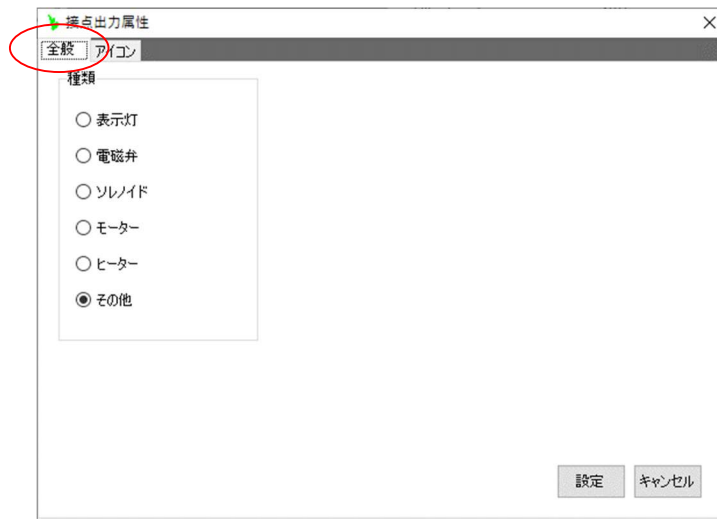 接点出力属性
全般 アイコン
種類
表示灯
電磁弁
ソレノイド
モーター
ヒーター
その他
設定 キャンセル